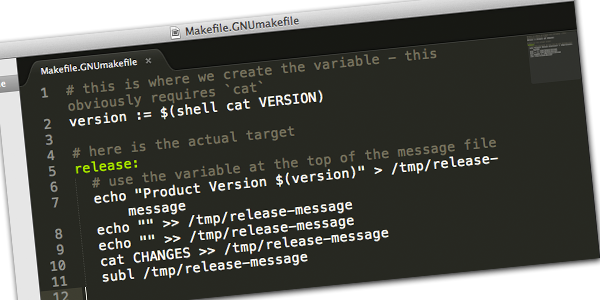 Makefile.GNUmakefile
Makefile.GNUmakefile ×
1 # this is where we create the variable - this
obviously requires `cat`
2 version := $(shell cat VERSION)
3
4 # here is the actual target
5 release:
6 # use the variable at the top of the message file
7 echo "Product Version $(version)" > /tmp/release-
message
8 echo "" >> /tmp/release-message
9 echo "" >> /tmp/release-message
10 cat CHANGES >> /tmp/release-message
11 subl /tmp/release-message
12